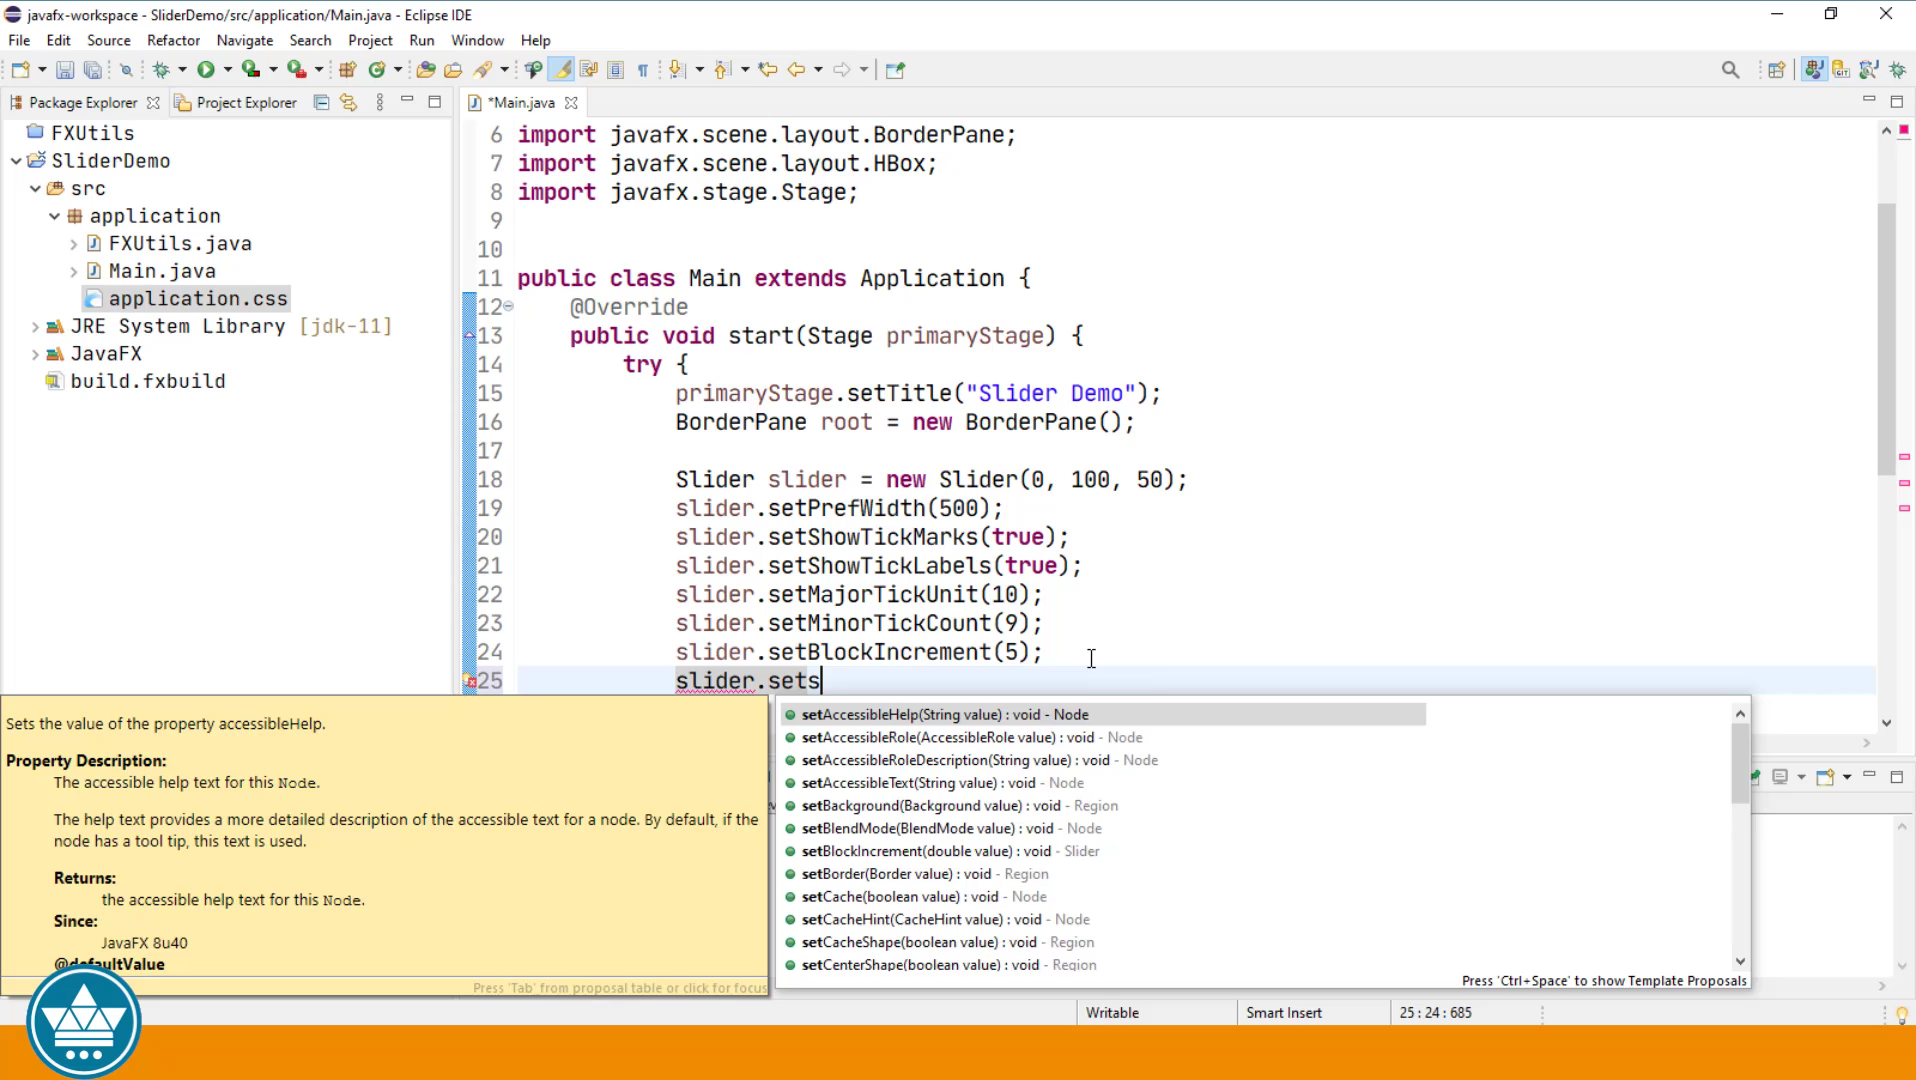 javafx-workspace - SliderDemo/src/application/Main.java - Eclipse IDE
File Edit Source Refactor Navigate Search Project Run Window Help
Package Explorer Project Explorer
FXUtils
SliderDemo
src
application
FXUtils.java
Main.java
application.css
JRE System Library [jdk-11]
JavaFX
build.fxbuild
*Main.java
6 import javafx.scene.layout.BorderPane;
7 import javafx.scene.layout.HBox;
8 import javafx.stage.Stage;
9
10
11 public class Main extends Application {
12 @Override
13 public void start(Stage primaryStage) {
14 try {
15 primaryStage.setTitle("Slider Demo");
16 BorderPane root = new BorderPane();
17
18 Slider slider = new Slider(0, 100, 50);
19 slider.setPrefWidth(500);
20 slider.setShowTickMarks(true);
21 slider.setShowTickLabels(true);
22 slider.setMajorTickUnit(10);
23 slider.setMinorTickCount(9);
24 slider.setBlockIncrement(5);
25 slider.sets
Sets the value of the property accessibleHelp.
Property Description:
The accessible help text for this Node.
The help text provides a more detailed description of the accessible text for a node. By default, if the
node has a tool tip, this text is used.
Returns:
the accessible help text for this Node.
Since:
JavaFX 8u40
@defaultValue
Press 'Tab' from proposal table or click for focus
setAccessibleHelp(String value) : void - Node
setAccessibleRole(AccessibleRole value) : void - Node
setAccessibleRoleDescription(String value) : void - Node
setAccessibleText(String value) : void - Node
setBackground(Background value) : void - Region
setBlendMode(BlendMode value) : void - Node
setBlockIncrement(double value) : void - Slider
setBorder(Border value) : void - Region
setCache(boolean value) : void - Node
setCacheHint(CacheHint value) : void - Node
setCacheShape(boolean value) : void - Region
setCenterShape(boolean value) : void - Region
Press 'Ctrl+Space' to show Template Proposals
Writable Smart Insert 25 : 24 : 685